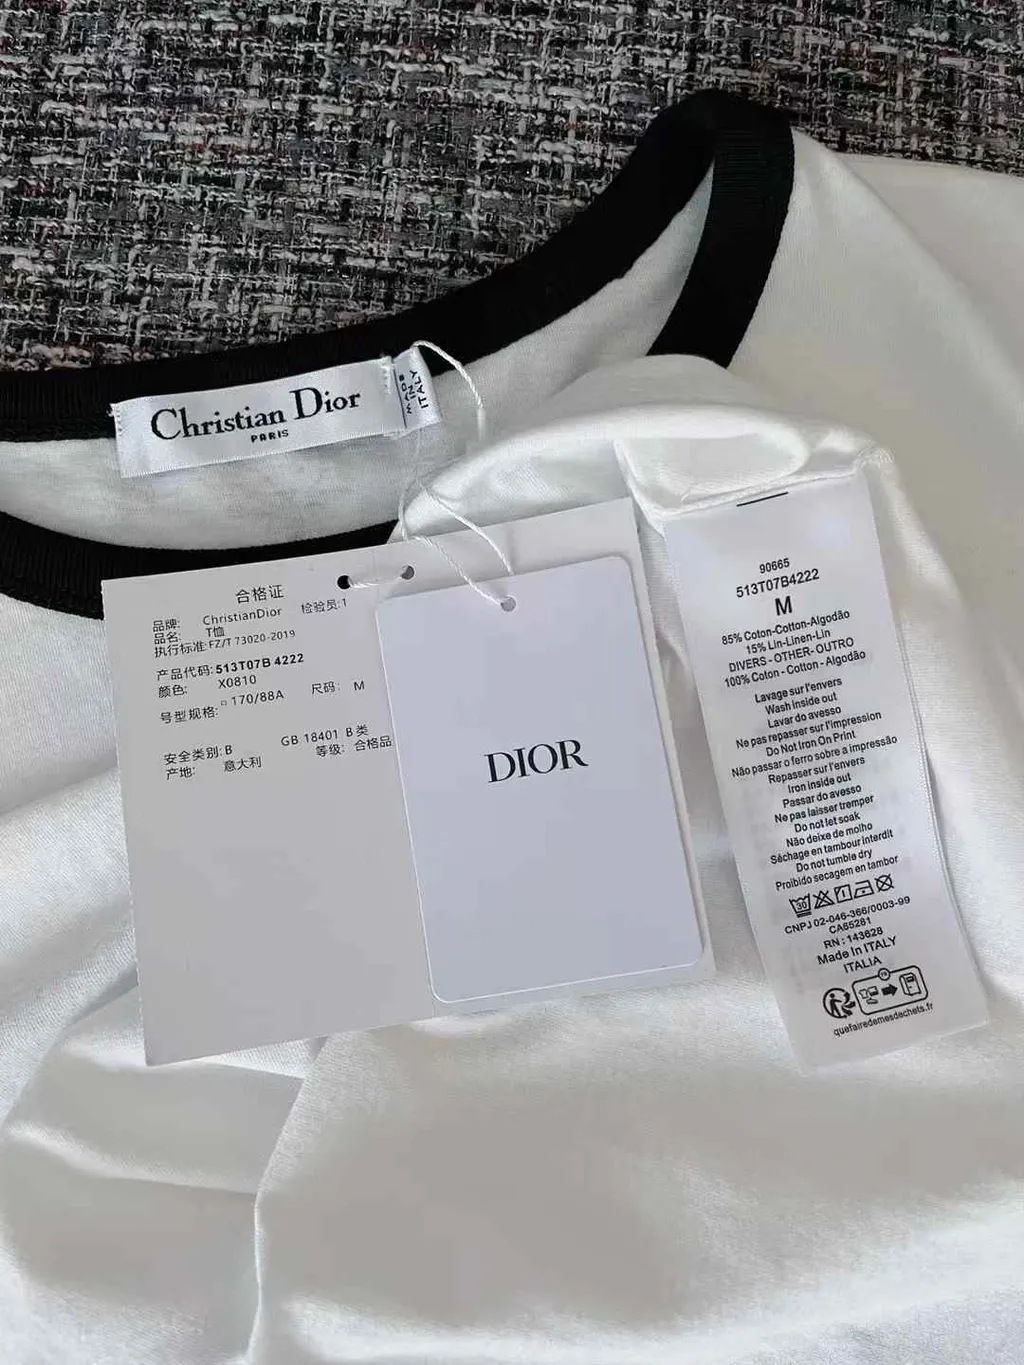 Christian Dior
PARIS
MADE
IN
ITALY
合格证
品牌: ChristianDior 检验员:1
品名: T恤
执行标准:FZ/T 73020-2019
产品代码:513T07B 4222
颜色: X0810
号型规格:□ 170/88A 尺码: M
安全类别:B GB 18401 B 类
产地: 意大利 等级: 合格品
DIOR
90665
513T07B4222
M
85% Coton-Cotton-Algodão
15% Lin-Linen-Lin
DIVERS - OTHER- OUTRO
100% Coton - Cotton - Algodão
Lavage sur l'envers
Wash inside out
Lavar do avesso
Ne pas repasser sur l'impression
Do Not Iron On Print
Não passar o ferro sobre a impressão
Repasser sur l'envers
Iron inside out
Passar do avesso
Ne pas laisser tremper
Do not let soak
Não deixe de molho
Séchage en tambour interdit
Do not tumble dry
Proibido secagem en tambor
30
CNPJ 02-046-366/0003-99
CA65281
RN : 143628
Made In ITALY
ITALIA
FR
quefairedemesdechets.fr